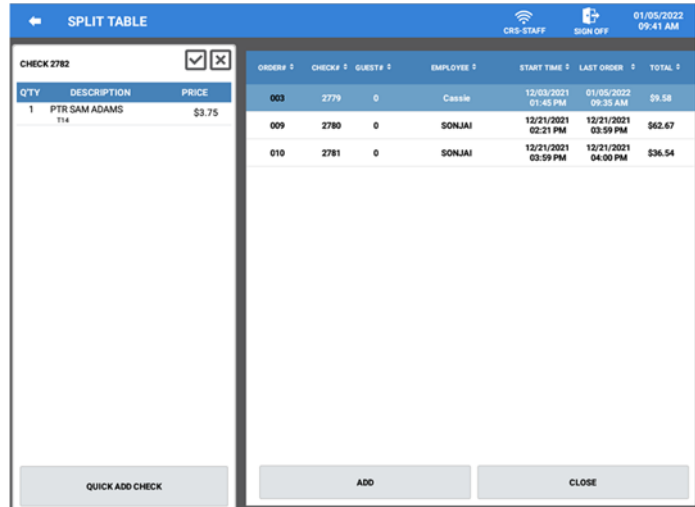 SPLIT TABLE
CRS-STAFF
SIGN OFF
01/05/2022
09:41 AM
CHECK 2782
Q'TY DESCRIPTION PRICE
1 PTR SAM ADAMS $3.75
T14
QUICK ADD CHECK
ORDER# CHECK# GUEST# EMPLOYEE START TIME LAST ORDER TOTAL
003 2779 0 Cassie 12/03/2021 01:45 PM 01/05/2022 09:35 AM $9.58
009 2780 0 SONJAI 12/21/2021 02:21 PM 12/21/2021 03:59 PM $62.67
010 2781 0 SONJAI 12/21/2021 03:59 PM 12/21/2021 04:00 PM $36.54
ADD
CLOSE